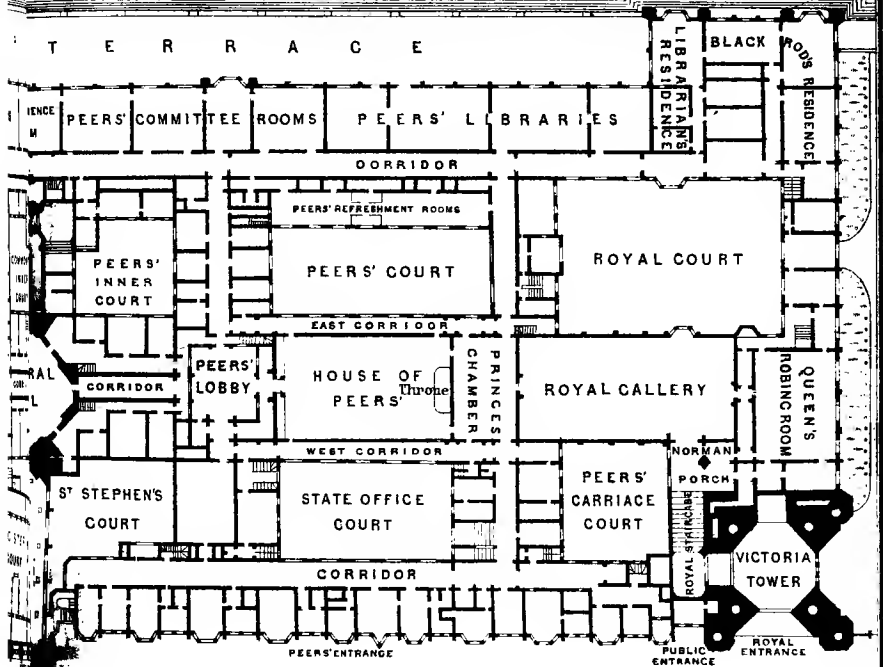 TERRACE
LIBRARIAN'S
RESIDENCE
BLACK ROD'S RESIDENCE
PEERS' COMMITTEE ROOMS
PEERS' LIBRARIES
OORRIDOR
PEERS' REFRESHMENT ROOMS
PEERS'
INNER
COURT
PEERS' COURT
ROYAL COURT
EAST CORRIDOR
CORRIDOR
PEERS'
LOBBY
HOUSE OF
PEERS'
Throne
PRINCES
CHAMBER
ROYAL GALLERY
QUEEN'S
ROBING ROOM
WEST CORRIDOR
NORMAN
PORCH
ST STEPHEN'S
COURT
STATE OFFICE
COURT
PEERS'
CARRIAGE
COURT
ROYAL STAIRCASE
VICTORIA
TOWER
CORRIDOR
PEERS' ENTRANCE
PUBLIC
ENTRANCE
ROYAL
ENTRANCE